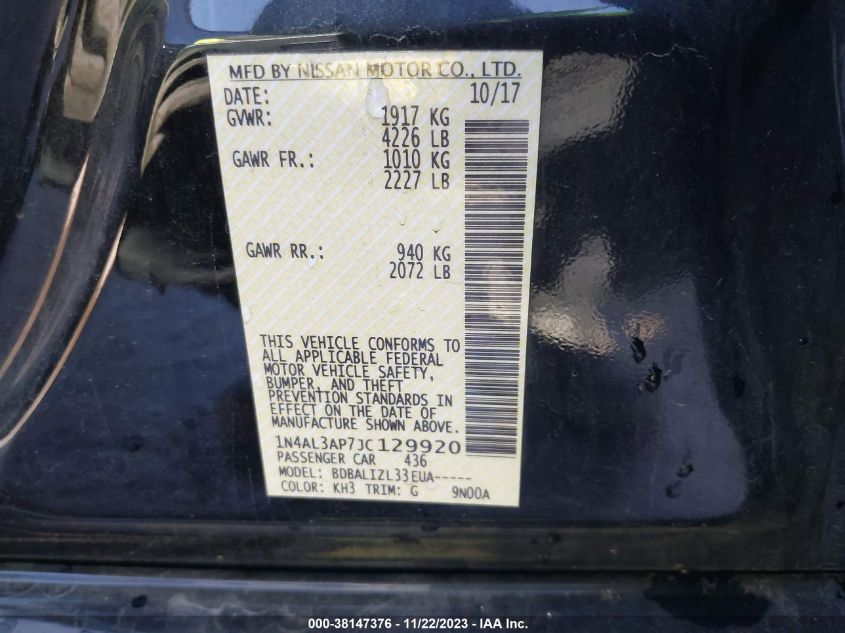 MFD BY NISSAN MOTOR CO., LTD.
DATE: 10/17
GVWR: 1917 KG
4226 LB
GAWR FR.: 1010 KG
2227 LB
GAWR RR.: 940 KG
2072 LB
THIS VEHICLE CONFORMS TO
ALL APPLICABLE FEDERAL
MOTOR VEHICLE SAFETY,
BUMPER, AND THEFT
PREVENTION STANDARDS IN
EFFECT ON THE DATE OF
MANUFACTURE SHOWN ABOVE.
1N4AL3AP7JC129920
PASSENGER CAR 436
MODEL: BDBALIZL33EUA-----
COLOR: KH3 TRIM: G 9N00A
000-38147376 - 11/22/2023 - IAA Inc.